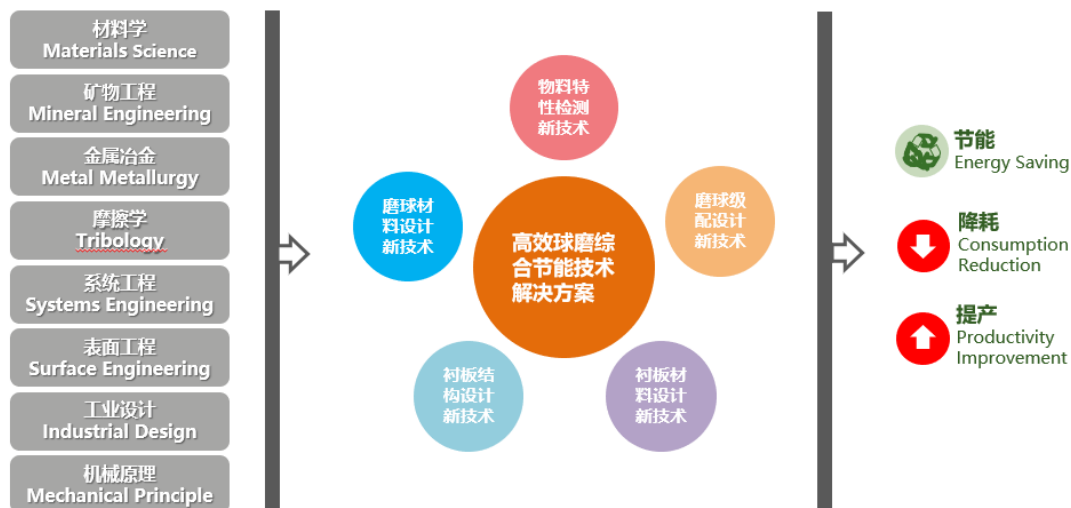 材料学
Materials Science
矿物工程
Mineral Engineering
金属冶金
Metal Metallurgy
摩擦学
Tribology
系统工程
Systems Engineering
表面工程
Surface Engineering
工业设计
Industrial Design
机械原理
Mechanical Principle
物料特
性检测
新技术
磨球材
料设计
新技术
磨球级
配设计
新技术
高效球磨综
合节能技术
解决方案
衬板结
构设计
新技术
衬板材
料设计
新技术
节能
Energy Saving
降耗
Consumption
Reduction
提产
Productivity
Improvement